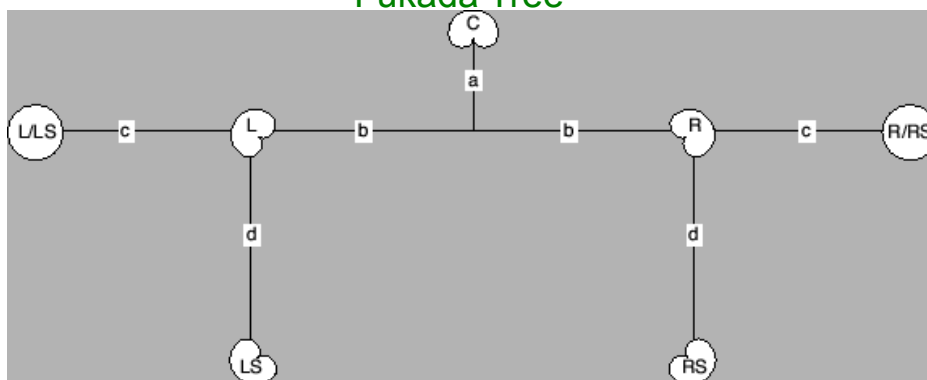 Fukada Tree
C
a
L/LS c L b b R c R/RS
d d
LS RS